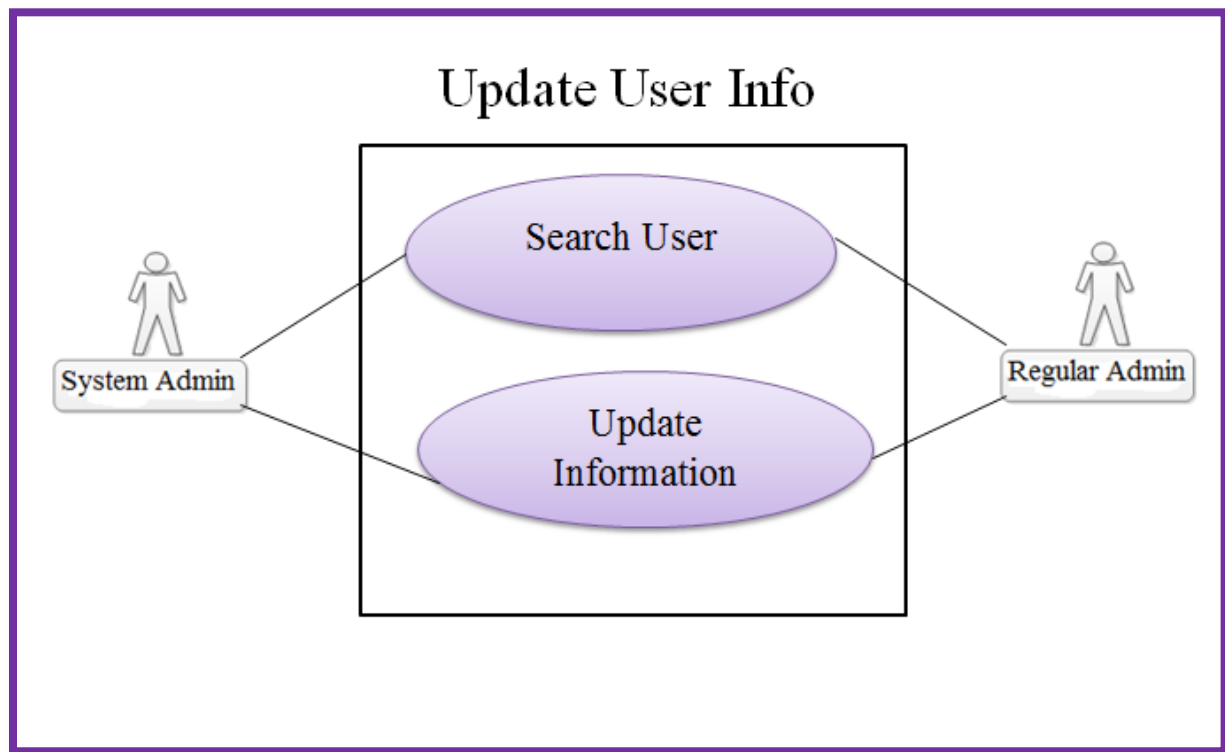 Update User Info
Search User
System Admin
Regular Admin
Update
Information